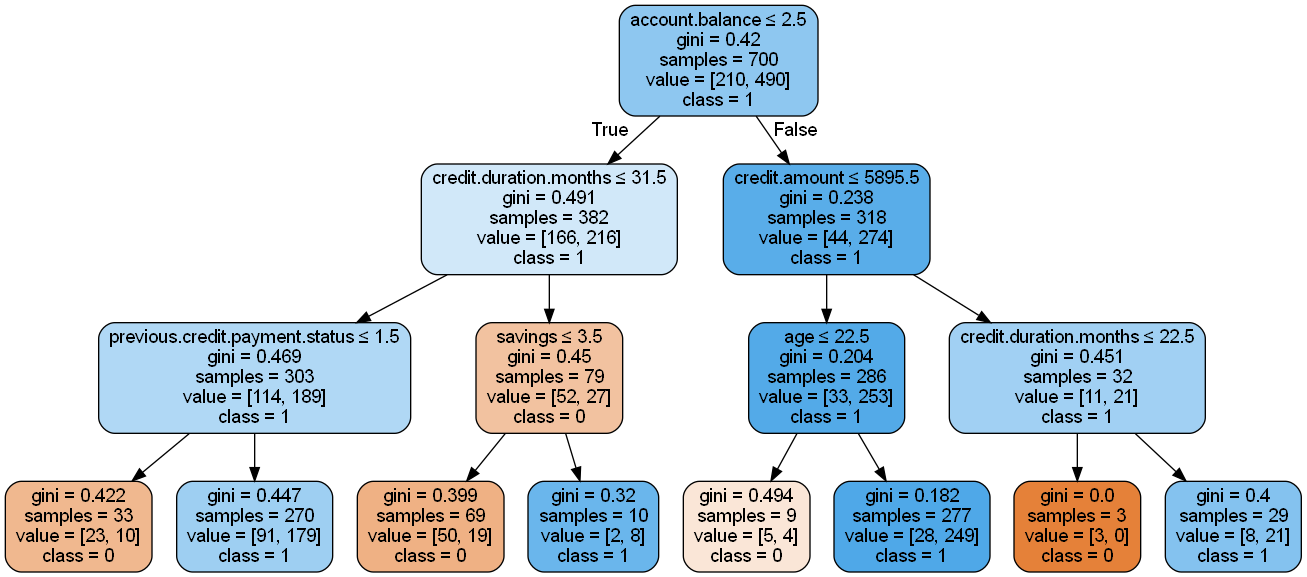 account.balance ≤ 2.5
gini = 0.42
samples = 700
value = [210, 490]
class = 1
True
False
credit.duration.months ≤ 31.5
gini = 0.491
samples = 382
value = [166, 216]
class = 1
credit.amount ≤ 5895.5
gini = 0.238
samples = 318
value = [44, 274]
class = 1
previous.credit.payment.status ≤ 1.5
gini = 0.469
samples = 303
value = [114, 189]
class = 1
savings ≤ 3.5
gini = 0.45
samples = 79
value = [52, 27]
class = 0
age ≤ 22.5
gini = 0.204
samples = 286
value = [33, 253]
class = 1
credit.duration.months ≤ 22.5
gini = 0.451
samples = 32
value = [11, 21]
class = 1
gini = 0.422
samples = 33
value = [23, 10]
class = 0
gini = 0.447
samples = 270
value = [91, 179]
class = 1
gini = 0.399
samples = 69
value = [50, 19]
class = 0
gini = 0.32
samples = 10
value = [2, 8]
class = 1
gini = 0.494
samples = 9
value = [5, 4]
class = 0
gini = 0.182
samples = 277
value = [28, 249]
class = 1
gini = 0.0
samples = 3
value = [3, 0]
class = 0
gini = 0.4
samples = 29
value = [8, 21]
class = 1